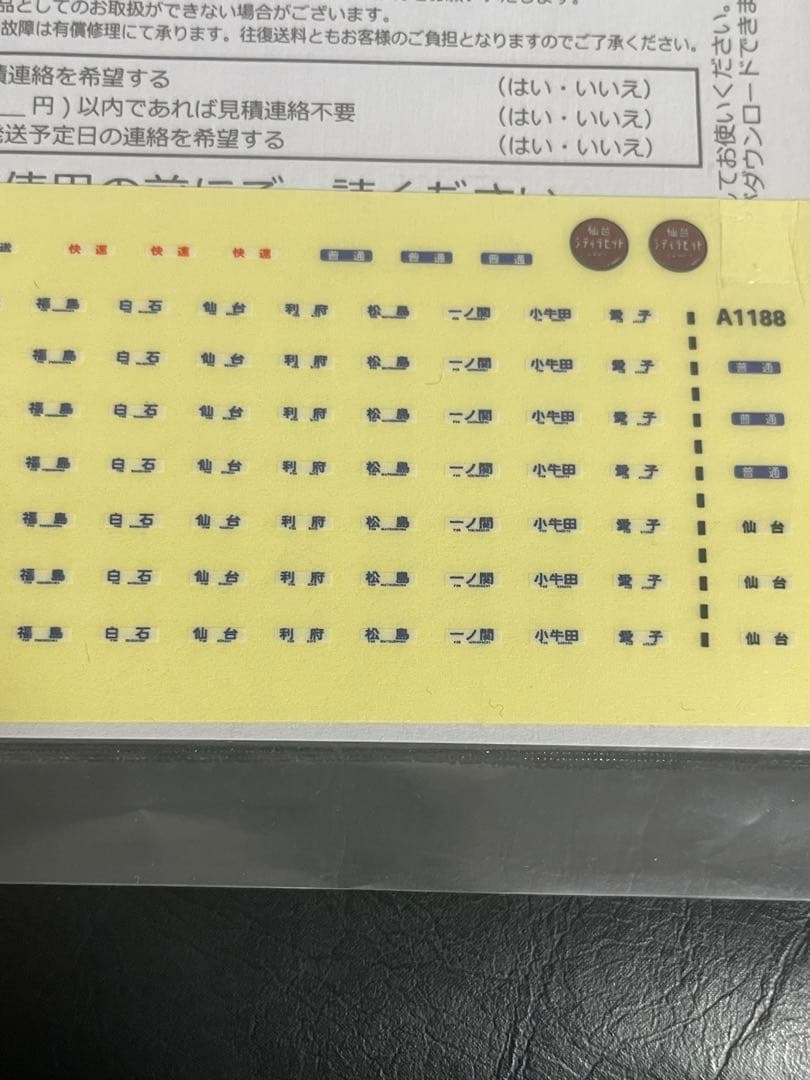 品としてのお取扱ができない場合がございます。
故障は有償修理にて承ります。往復送料ともお客様のご負担となりますのでご了承ください。
連絡を希望する (はい・いいえ)
円)以内であれば見積連絡不要 (はい・いいえ)
送予定日の連絡を希望する (はい・いいえ)
てお使いください。
ダウンロードできま
快速 快速 快速 普通 普通 普通 仙台シティラビット 仙台シティラビット
福島 白石 仙台 利府 松島 一ノ関 小牛田 愛子 A1188
福島 白石 仙台 利府 松島 一ノ関 小牛田 愛子 普通
福島 白石 仙台 利府 松島 一ノ関 小牛田 愛子 普通
福島 白石 仙台 利府 松島 一ノ関 小牛田 愛子 普通
福島 白石 仙台 利府 松島 一ノ関 小牛田 愛子 仙台
福島 白石 仙台 利府 松島 一ノ関 小牛田 愛子 仙台
福島 白石 仙台 利府 松島 一ノ関 小牛田 愛子 仙台